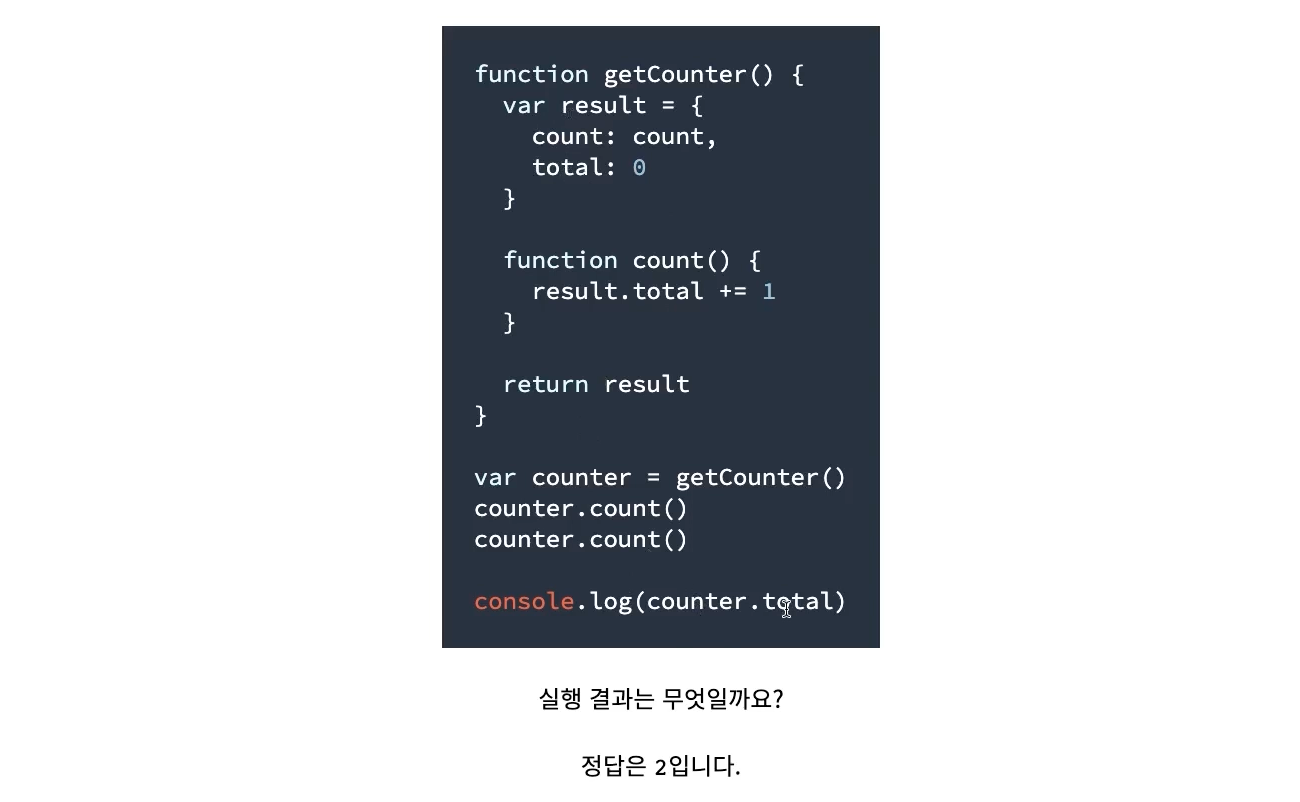 function getCounter() {
  var result = {
    count: count,
    total: 0
  }
  function count() {
    result.total += 1
  }
  return result
}
var counter = getCounter()
counter.count()
counter.count()
console.log(counter.total)
실행 결과는 무엇일까요?
정답은 2입니다.